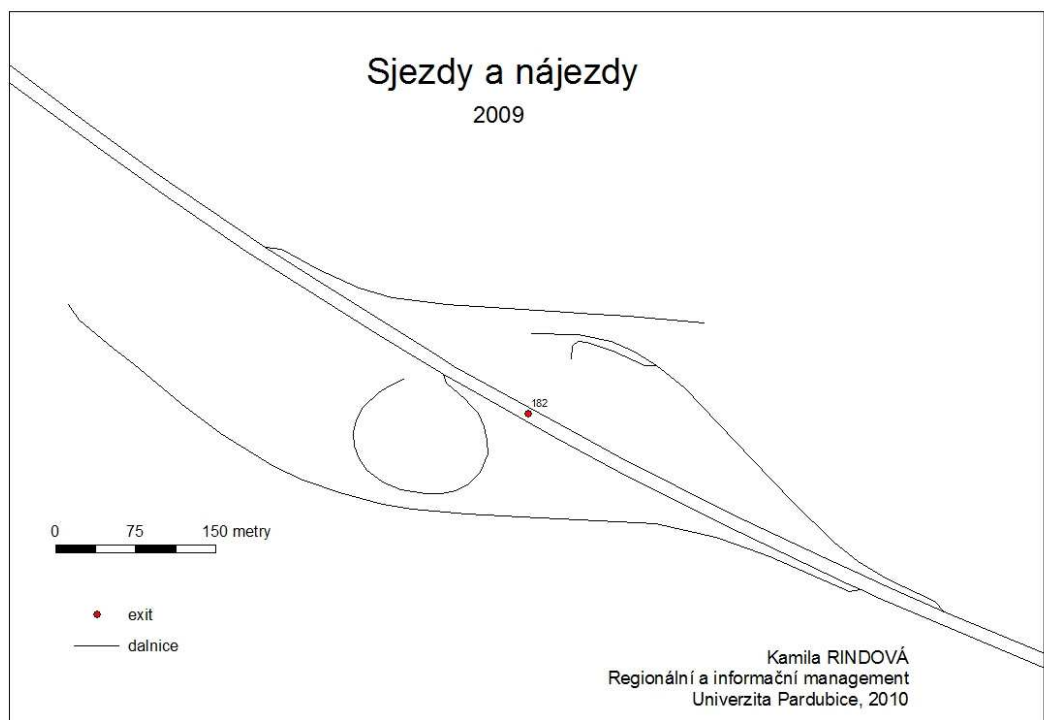 Sjezdy a nájezdy
2009
182
0 75 150 metry
exit
dalnice
Kamila RINDOVÁ
Regionální a informační management
Univerzita Pardubice, 2010